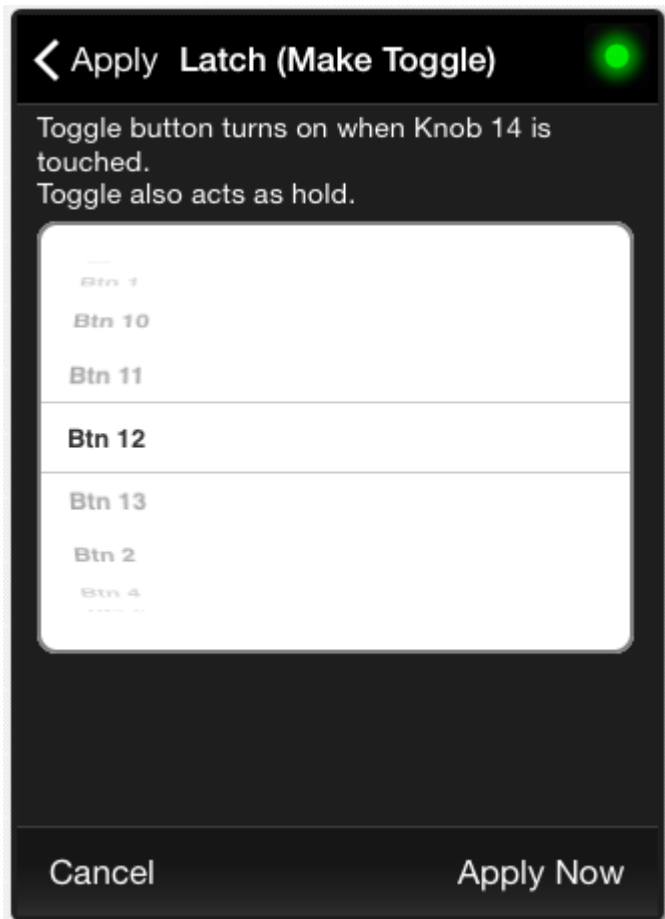 Apply Latch (Make Toggle)
Toggle button turns on when Knob 14 is
touched.
Toggle also acts as hold.
Btn 1
Btn 10
Btn 11
Btn 12
Btn 13
Btn 2
Btn 4
Cancel Apply Now